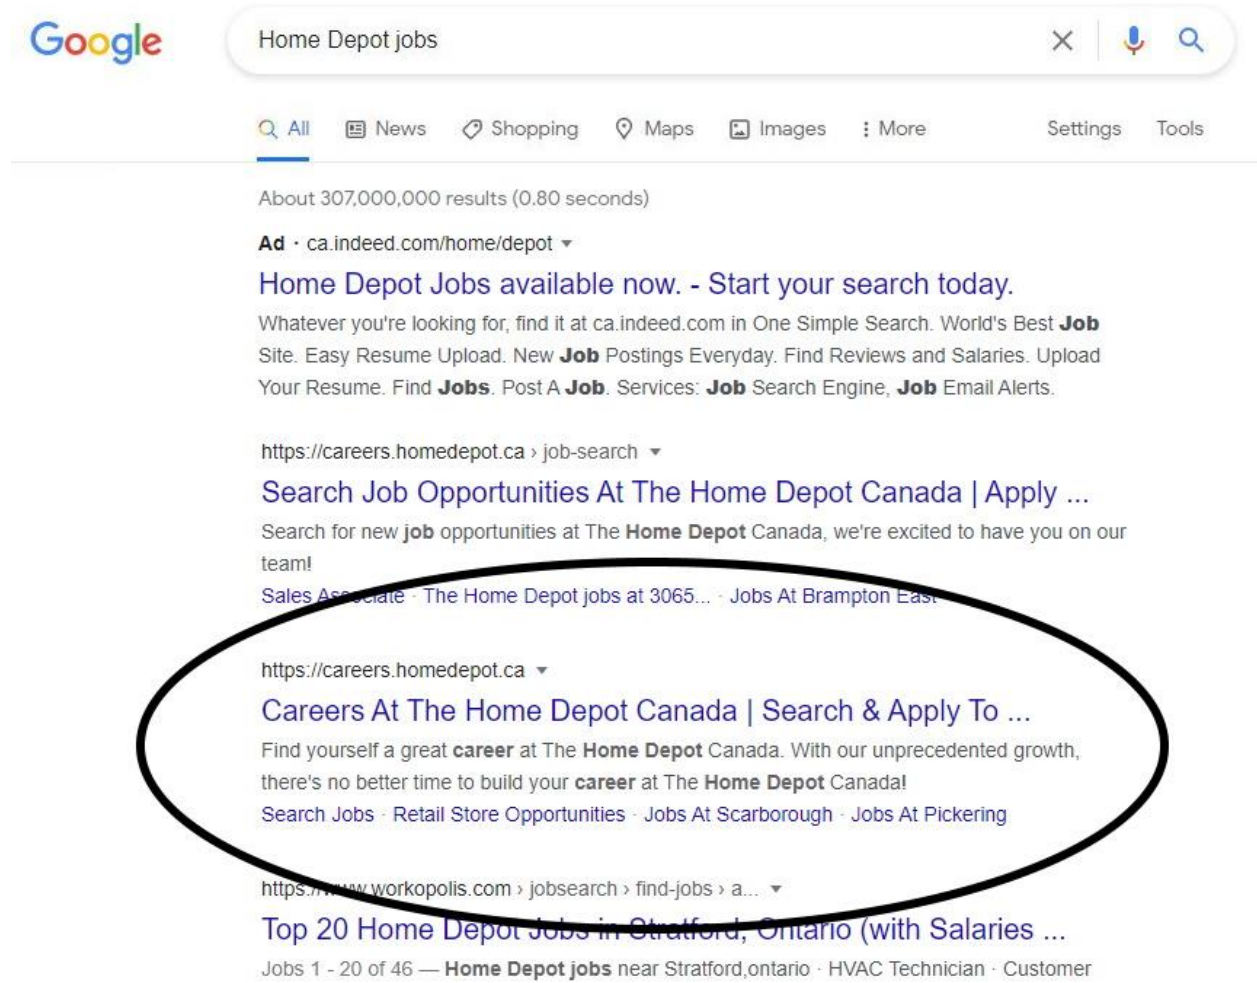 Google
Home Depot jobs
All News Shopping Maps Images More Settings Tools
About 307,000,000 results (0.80 seconds)
Ad · ca.indeed.com/home/depot
Home Depot Jobs available now. - Start your search today.
Whatever you're looking for, find it at ca.indeed.com in One Simple Search. World's Best Job
Site. Easy Resume Upload. New Job Postings Everyday. Find Reviews and Salaries. Upload
Your Resume. Find Jobs. Post A Job. Services: Job Search Engine, Job Email Alerts.
https://careers.homedepot.ca › job-search
Search Job Opportunities At The Home Depot Canada | Apply ...
Search for new job opportunities at The Home Depot Canada, we're excited to have you on our
team!
Sales Associate · The Home Depot jobs at 3065... · Jobs At Brampton East
https://careers.homedepot.ca
Careers At The Home Depot Canada | Search & Apply To ...
Find yourself a great career at The Home Depot Canada. With our unprecedented growth,
there's no better time to build your career at The Home Depot Canada!
Search Jobs · Retail Store Opportunities · Jobs At Scarborough · Jobs At Pickering
https://www.workopolis.com › jobsearch › find-jobs › a...
Top 20 Home Depot Jobs in Stratford, Ontario (with Salaries ...
Jobs 1 - 20 of 46 — Home Depot jobs near Stratford,ontario · HVAC Technician · Customer